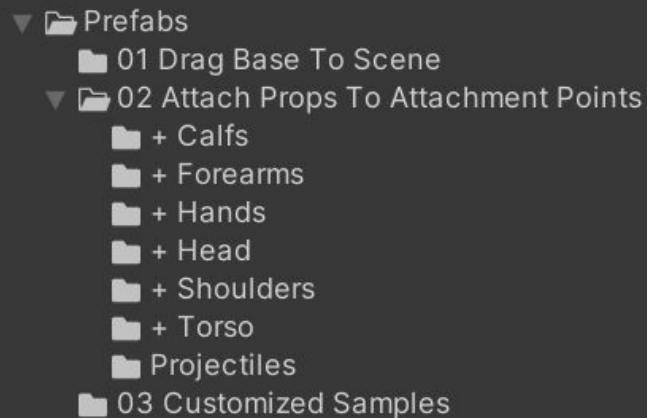 Prefabs
01 Drag Base To Scene
02 Attach Props To Attachment Points
+ Calfs
+ Forearms
+ Hands
+ Head
+ Shoulders
+ Torso
Projectiles
03 Customized Samples